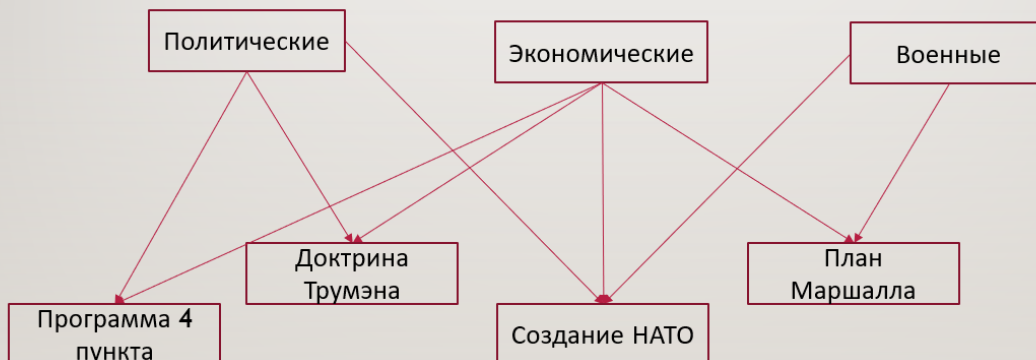 Политические
Экономические
Военные
Доктрина
Трумэна
План
Маршалла
Программа 4
пункта
Создание НАТО